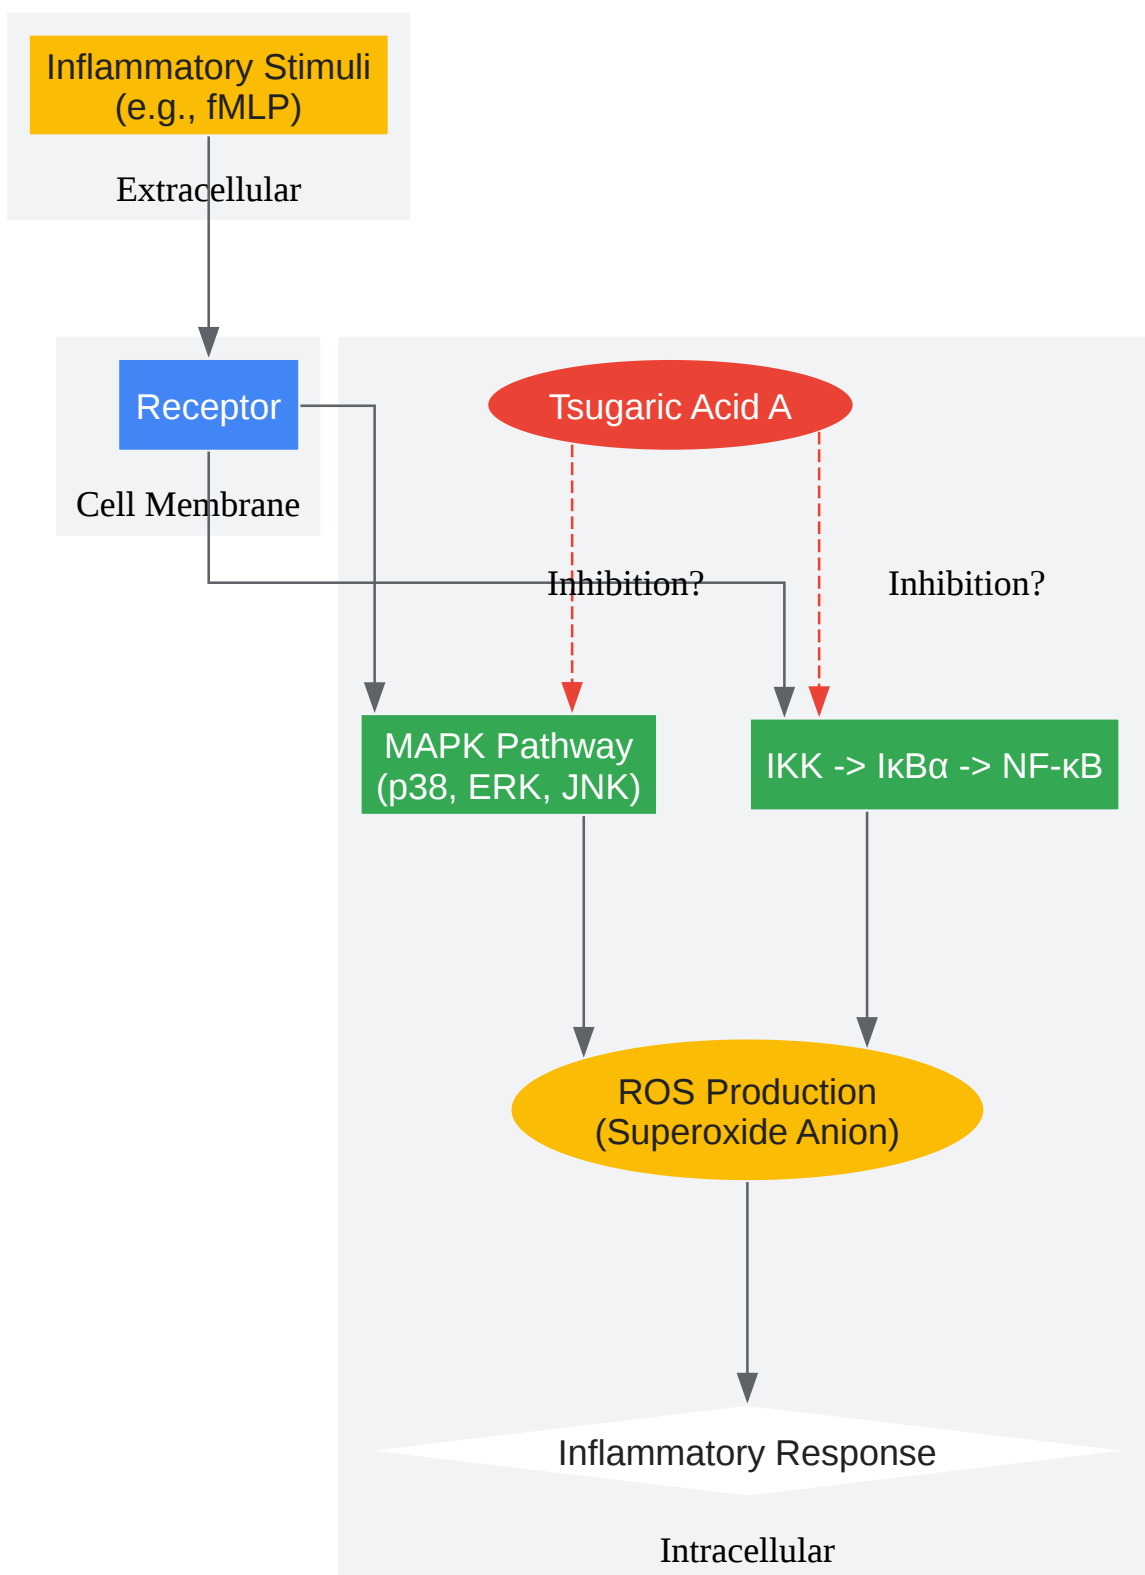 Inflammatory Stimuli
(e.g., fMLP)
Extracellular
Receptor
Tsugaric Acid A
Cell Membrane
Inhibition?
Inhibition?
MAPK Pathway
(p38, ERK, JNK)
IKK -> IκBα -> NF-κB
ROS Production
(Superoxide Anion)
Inflammatory Response
Intracellular